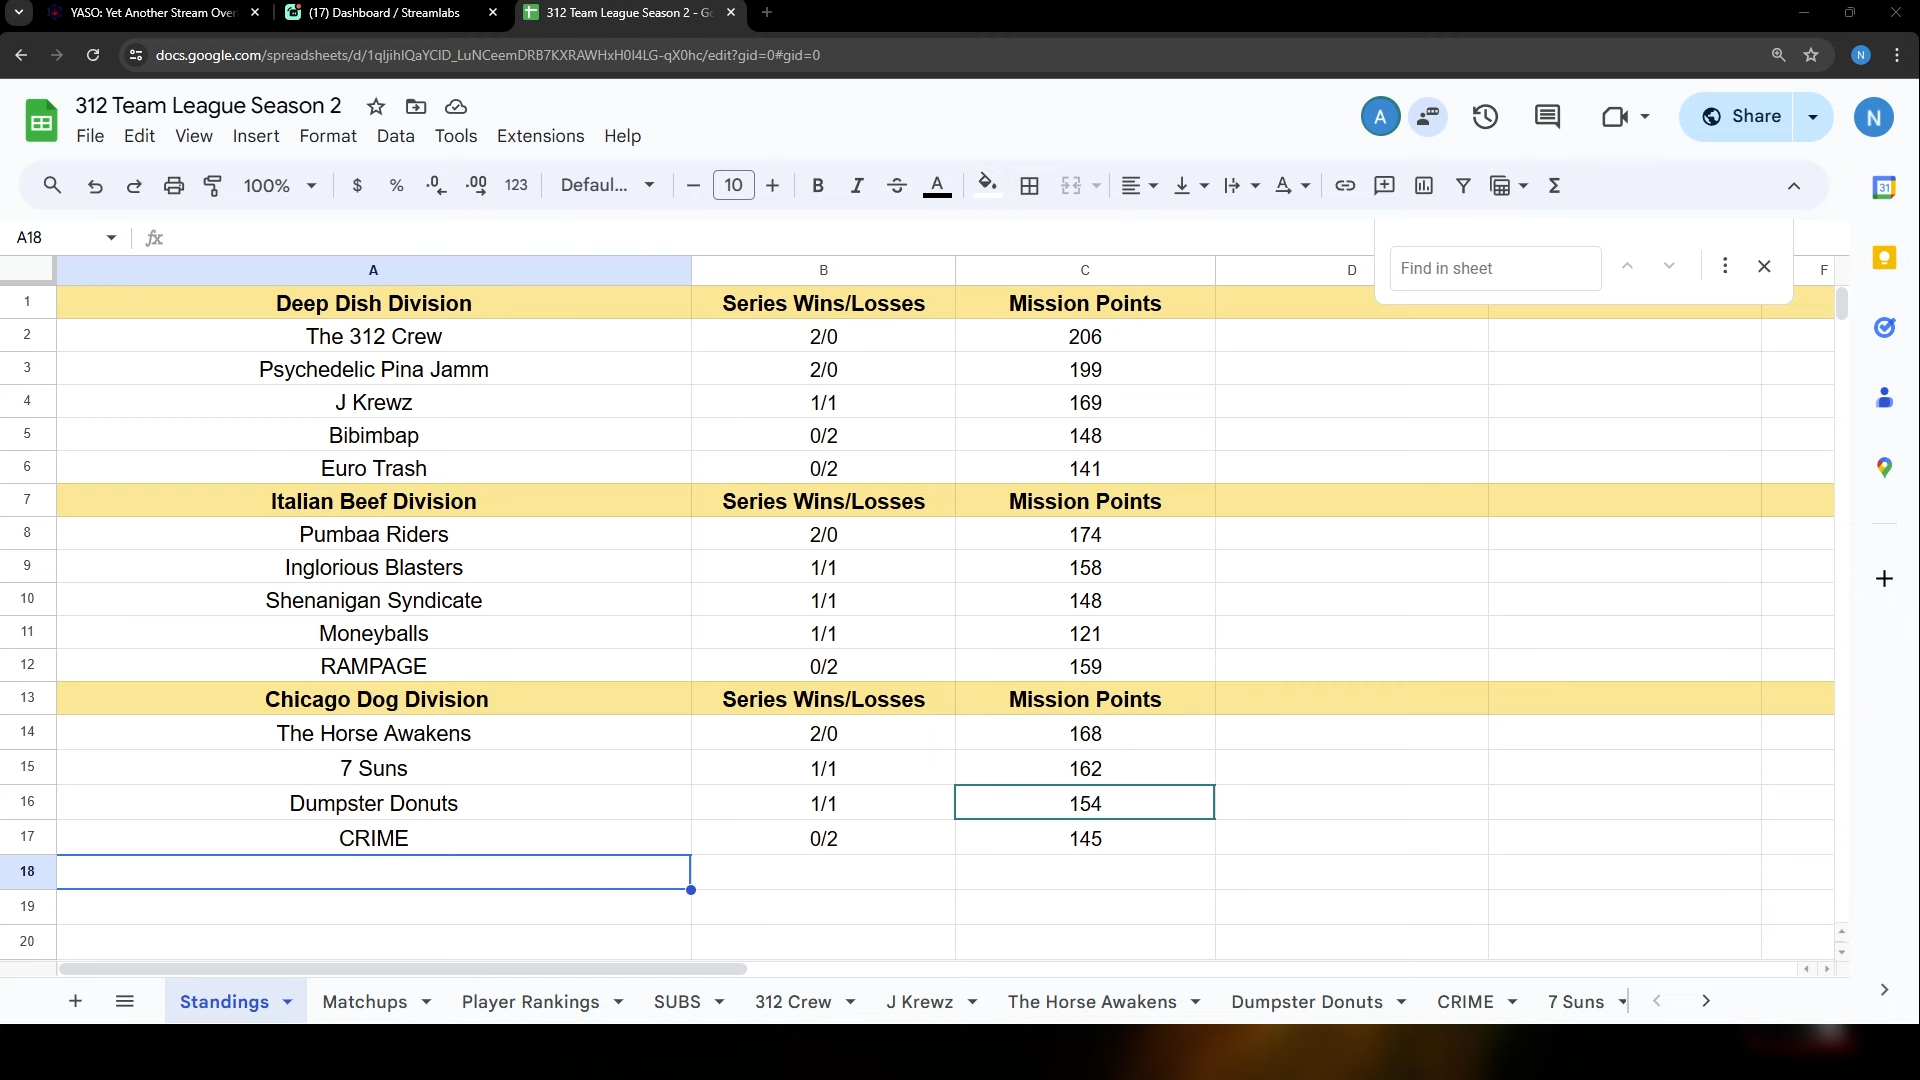 YASO: Yet Another Stream Over
(17) Dashboard / Streamlabs
312 Team League Season 2 - Go
docs.google.com/spreadsheets/d/1qljihlQaYClD_LuNCeemDRB7KXRAWHxH0I4LG-qX0hc/edit?gid=0#gid=0
N
312 Team League Season 2
File Edit View Insert Format Data Tools Extensions Help
A
Share
N
100% $ % .0 .00 123 Defaul... 10 B I A
31
A18
fx
Find in sheet
A B C D F
1 Deep Dish Division Series Wins/Losses Mission Points
2 The 312 Crew 2/0 206
3 Psychedelic Pina Jamm 2/0 199
4 J Krewz 1/1 169
5 Bibimbap 0/2 148
6 Euro Trash 0/2 141
7 Italian Beef Division Series Wins/Losses Mission Points
8 Pumbaa Riders 2/0 174
9 Inglorious Blasters 1/1 158
10 Shenanigan Syndicate 1/1 148
11 Moneyballs 1/1 121
12 RAMPAGE 0/2 159
13 Chicago Dog Division Series Wins/Losses Mission Points
14 The Horse Awakens 2/0 168
15 7 Suns 1/1 162
16 Dumpster Donuts 1/1 154
17 CRIME 0/2 145
18
19
20
Standings Matchups Player Rankings SUBS 312 Crew J Krewz The Horse Awakens Dumpster Donuts CRIME 7 Suns